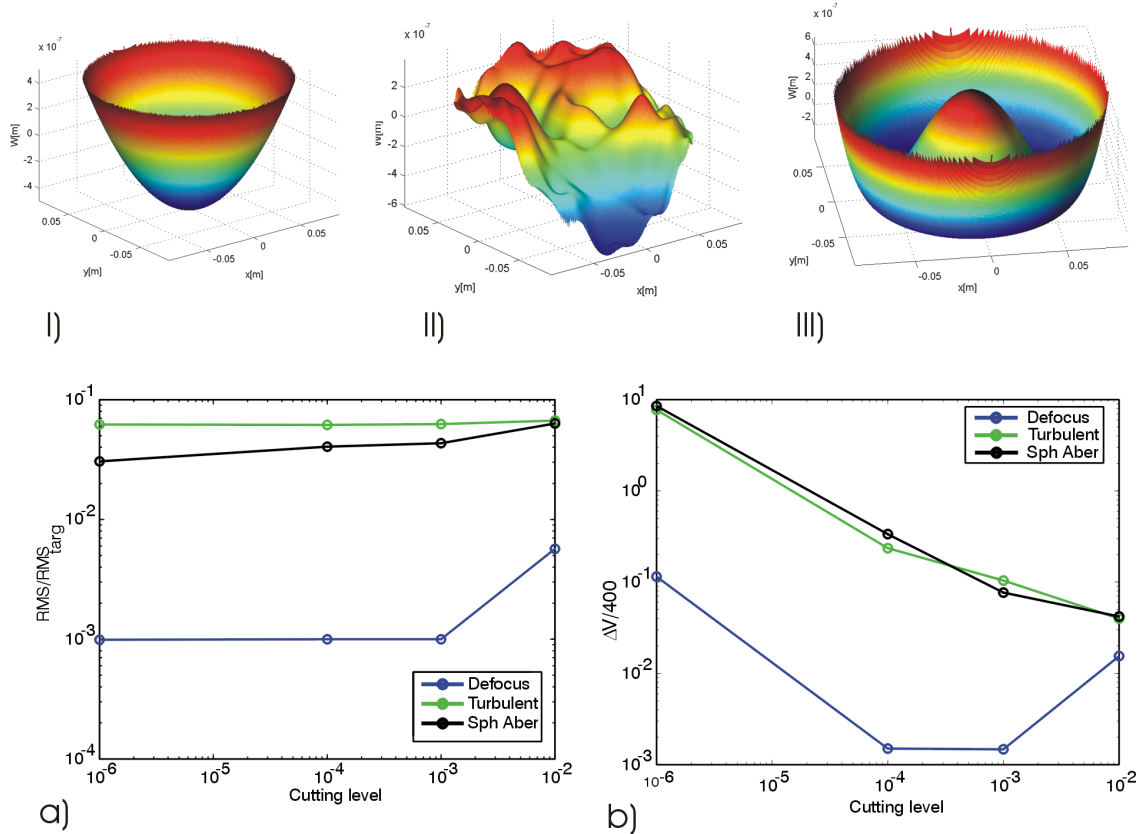 x 10^-7
4
2
0
-2
-4
W[m]
0.05
0
-0.05
y[m]
-0.05
0
0.05
x[m]
I)
x 10^-7
2
0
-2
-4
-6
W[m]
0.05
0
-0.05
y[m]
-0.05
0
0.05
x[m]
II)
x 10^-7
6
4
2
0
-2
W[m]
0.05
0
-0.05
y[m]
-0.05
0
0.05
x[m]
III)
10^-1
10^-2
10^-3
10^-4
RMS/RMS_targ
Defocus
Turbulent
Sph Aber
10^-6
10^-5
10^-4
10^-3
10^-2
Cutting level
a)
10^1
10^0
10^-1
10^-2
10^-3
ΔV/400
Defocus
Turbulent
Sph Aber
10^-6
10^-5
10^-4
10^-3
10^-2
Cutting level
b)